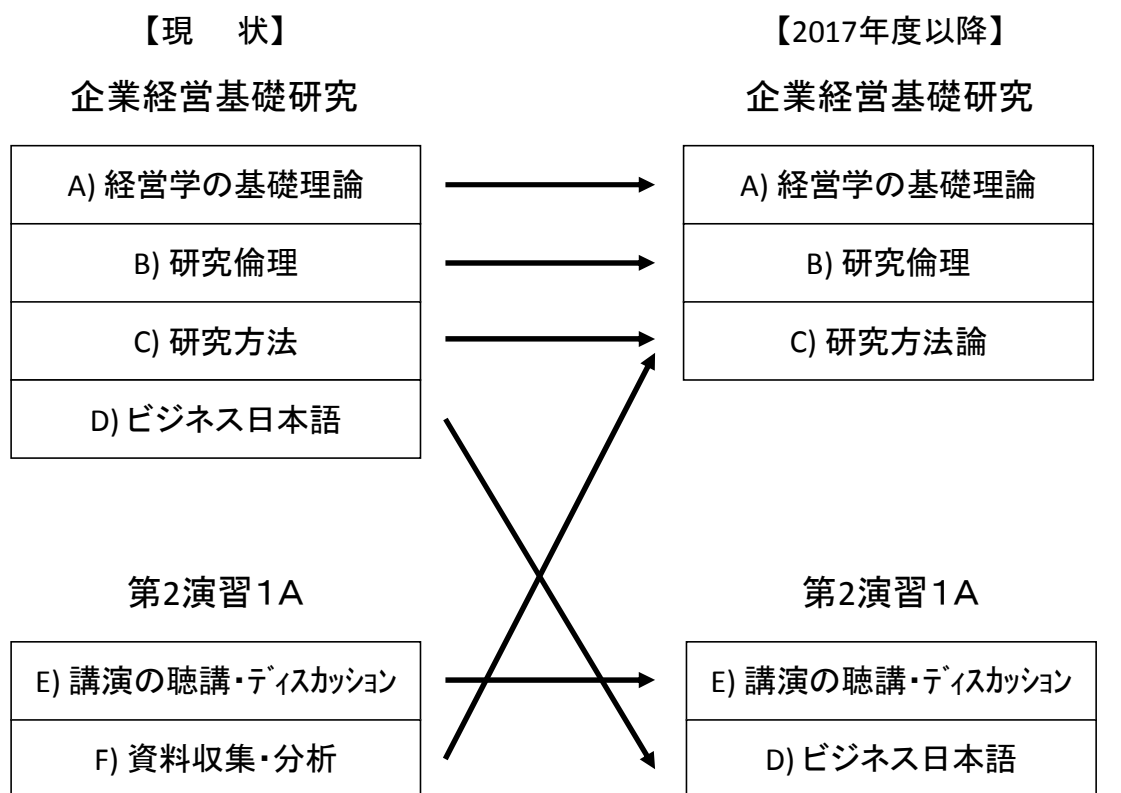 【現　状】
企業経営基礎研究
A) 経営学の基礎理論
B) 研究倫理
C) 研究方法
D) ビジネス日本語
第2演習1A
E) 講演の聴講・ディスカッション
F) 資料収集・分析
【2017年度以降】
企業経営基礎研究
A) 経営学の基礎理論
B) 研究倫理
C) 研究方法論
第2演習1A
E) 講演の聴講・ディスカッション
D) ビジネス日本語